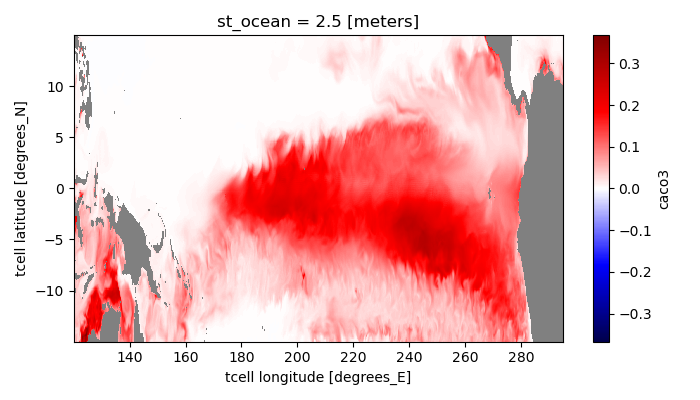 st_ocean = 2.5 [meters]
10
5
0
−5
−10
tcell latitude [degrees_N]
140 160 180 200 220 240 260 280
tcell longitude [degrees_E]
0.3
0.2
0.1
0.0
−0.1
−0.2
−0.3
caco3